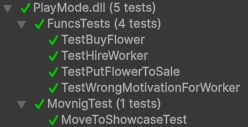 PlayMode.dll (5 tests)
FuncsTests (4 tests)
TestBuyFlower
TestHireWorker
TestPutFlowerToSale
TestWrongMotivationForWorker
MovnigTest (1 tests)
MoveToShowcaseTest